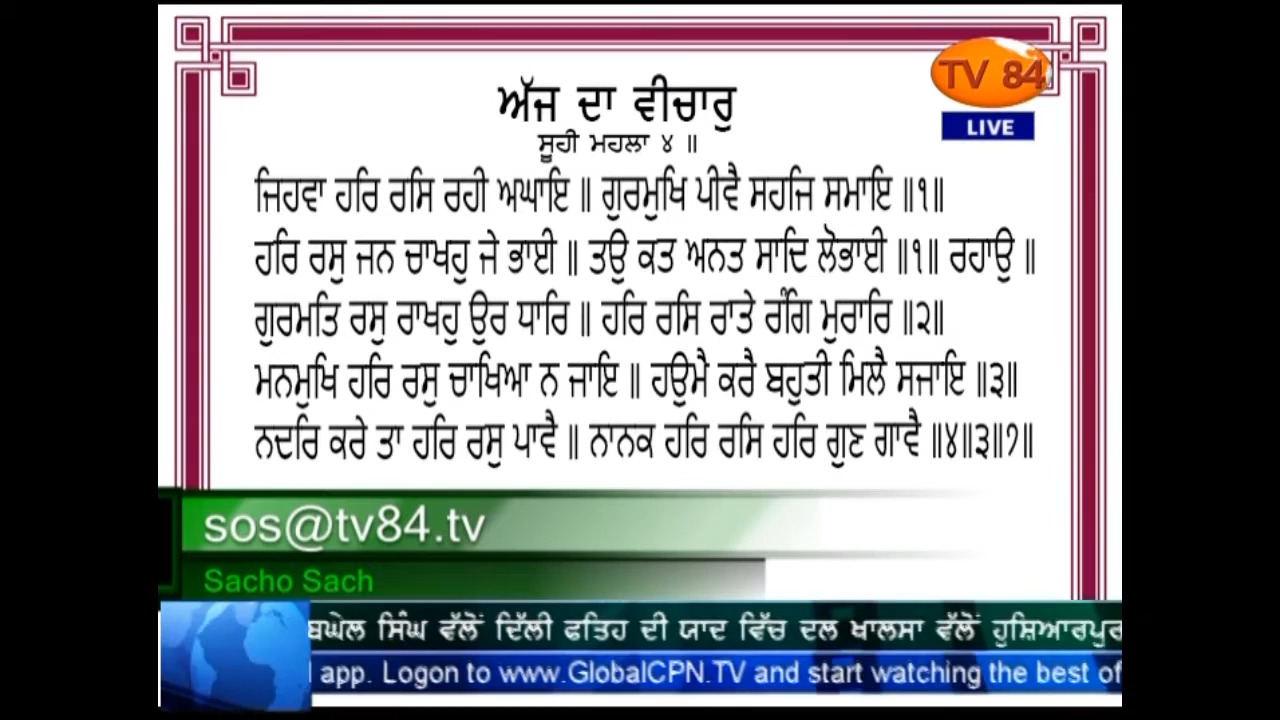 ਅੱਜ ਦਾ ਵੀਚਾਰੁ
TV 84
LIVE
ਸੂਹੀ ਮਹਲਾ ੪ ॥
ਜਿਹਵਾ ਹਰਿ ਰਸਿ ਰਹੀ ਅਘਾਇ ॥ ਗੁਰਮੁਖਿ ਪੀਵੈ ਸਹਜਿ ਸਮਾਇ ॥੧॥
ਹਰਿ ਰਸੁ ਜਨ ਚਾਖਹੁ ਜੇ ਭਾਈ ॥ ਤਉ ਕਤ ਅਨਤ ਸਾਦਿ ਲੋਭਾਈ ॥੧॥ ਰਹਾਉ ॥
ਗੁਰਮਤਿ ਰਸੁ ਰਾਖਹੁ ਉਰ ਧਾਰਿ ॥ ਹਰਿ ਰਸਿ ਰਾਤੇ ਰੰਗਿ ਮੁਰਾਰਿ ॥੨॥
ਮਨਮੁਖਿ ਹਰਿ ਰਸੁ ਚਾਖਿਆ ਨ ਜਾਇ ॥ ਹਉਮੈ ਕਰੈ ਬਹੁਤੀ ਮਿਲੈ ਸਜਾਇ ॥੩॥
ਨਦਰਿ ਕਰੇ ਤਾ ਹਰਿ ਰਸੁ ਪਾਵੈ ॥ ਨਾਨਕ ਹਰਿ ਰਸਿ ਹਰਿ ਗੁਣ ਗਾਵੈ ॥੪॥੩॥੭॥
sos@tv84.tv
Sacho Sach
ਬਘੇਲ ਸਿੰਘ ਵੱਲੋਂ ਦਿੱਲੀ ਫਤਿਹ ਦੀ ਯਾਦ ਵਿੱਚ ਦਲ ਖਾਲਸਾ ਵੱਲੋਂ ਹੁਸ਼ਿਆਰਪੁਰ
app. Logon to www.GlobalCPN.TV and start watching the best of